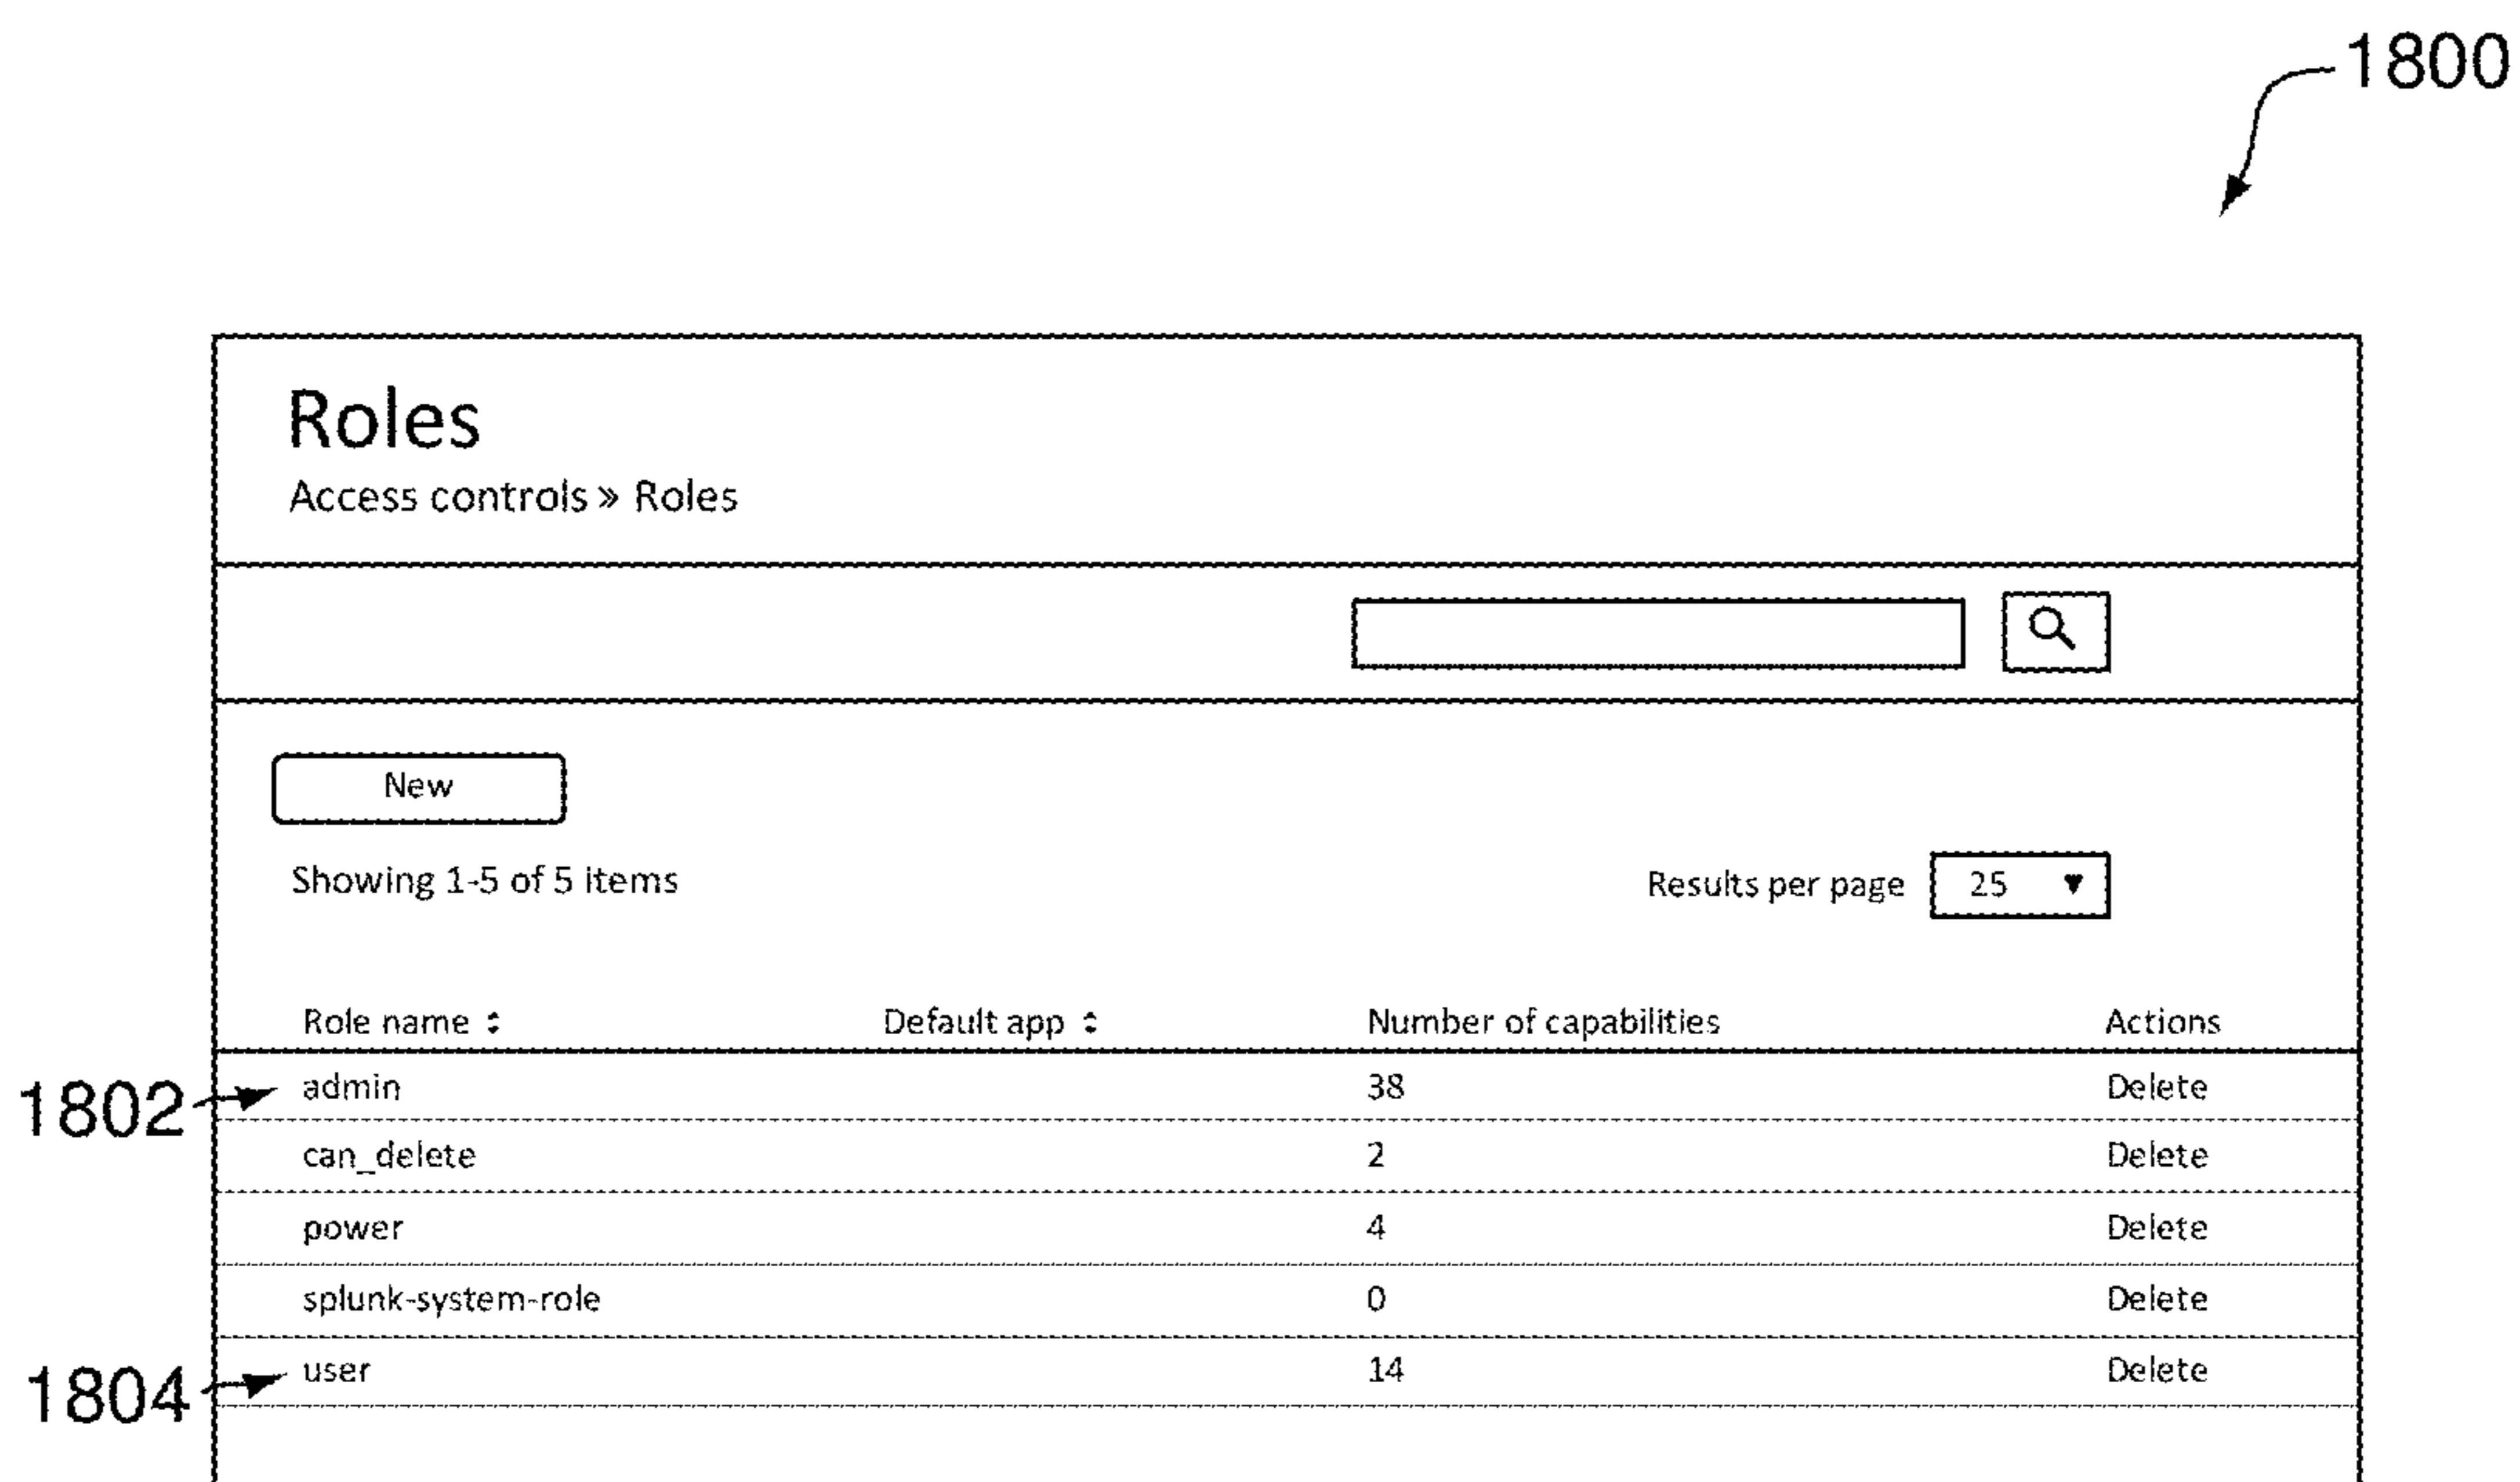 1800
Roles
Access controls » Roles
New
Showing 1-5 of 5 items
Results per page 25
Role name Default app Number of capabilities Actions
1802 admin 38 Delete
can_delete 2 Delete
power 4 Delete
splunk-system-role 0 Delete
1804 user 14 Delete